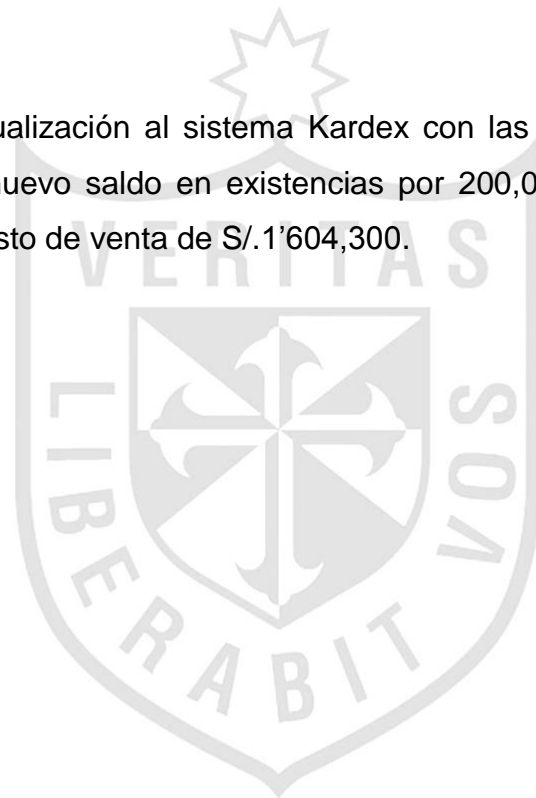 ualización al sistema Kardex con las
nuevo saldo en existencias por 200,0
sto de venta de S/.1’604,300.
VERITAS
LIBERABIT
VOS